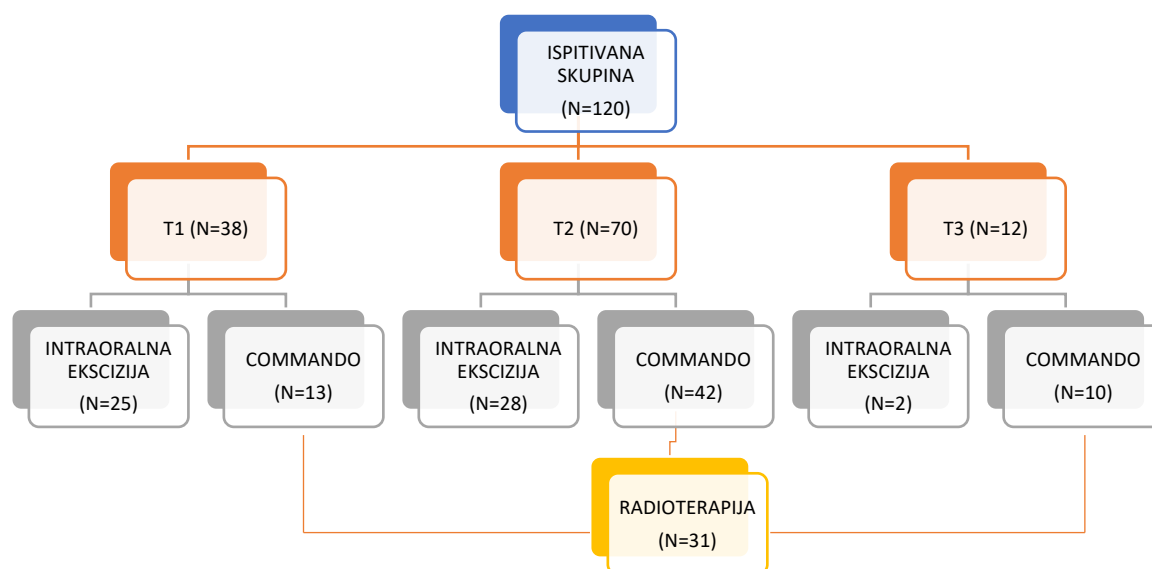 ISPITIVANA
SKUPINA
(N=120)
T1 (N=38)
T2 (N=70)
T3 (N=12)
INTRAORALNA
EKSCIZIJA
(N=25)
COMMANDO
(N=13)
INTRAORALNA
EKSCIZIJA
(N=28)
COMMANDO
(N=42)
INTRAORALNA
EKSCIZIJA
(N=2)
COMMANDO
(N=10)
RADIOTERAPIJA
(N=31)